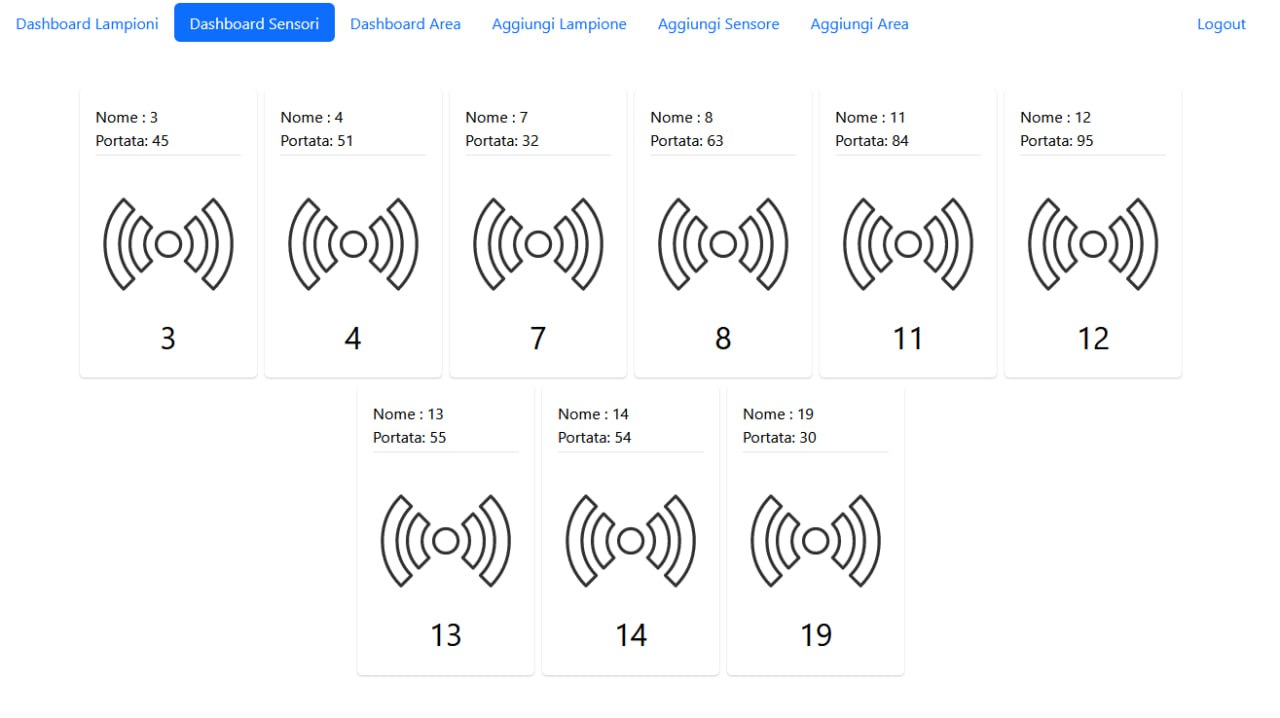 Dashboard Lampioni Dashboard Sensori Dashboard Area Aggiungi Lampione Aggiungi Sensore Aggiungi Area Logout
Nome : 3
Portata: 45
3
Nome : 4
Portata: 51
4
Nome : 7
Portata: 32
7
Nome : 8
Portata: 63
8
Nome : 11
Portata: 84
11
Nome : 12
Portata: 95
12
Nome : 13
Portata: 55
13
Nome : 14
Portata: 54
14
Nome : 19
Portata: 30
19